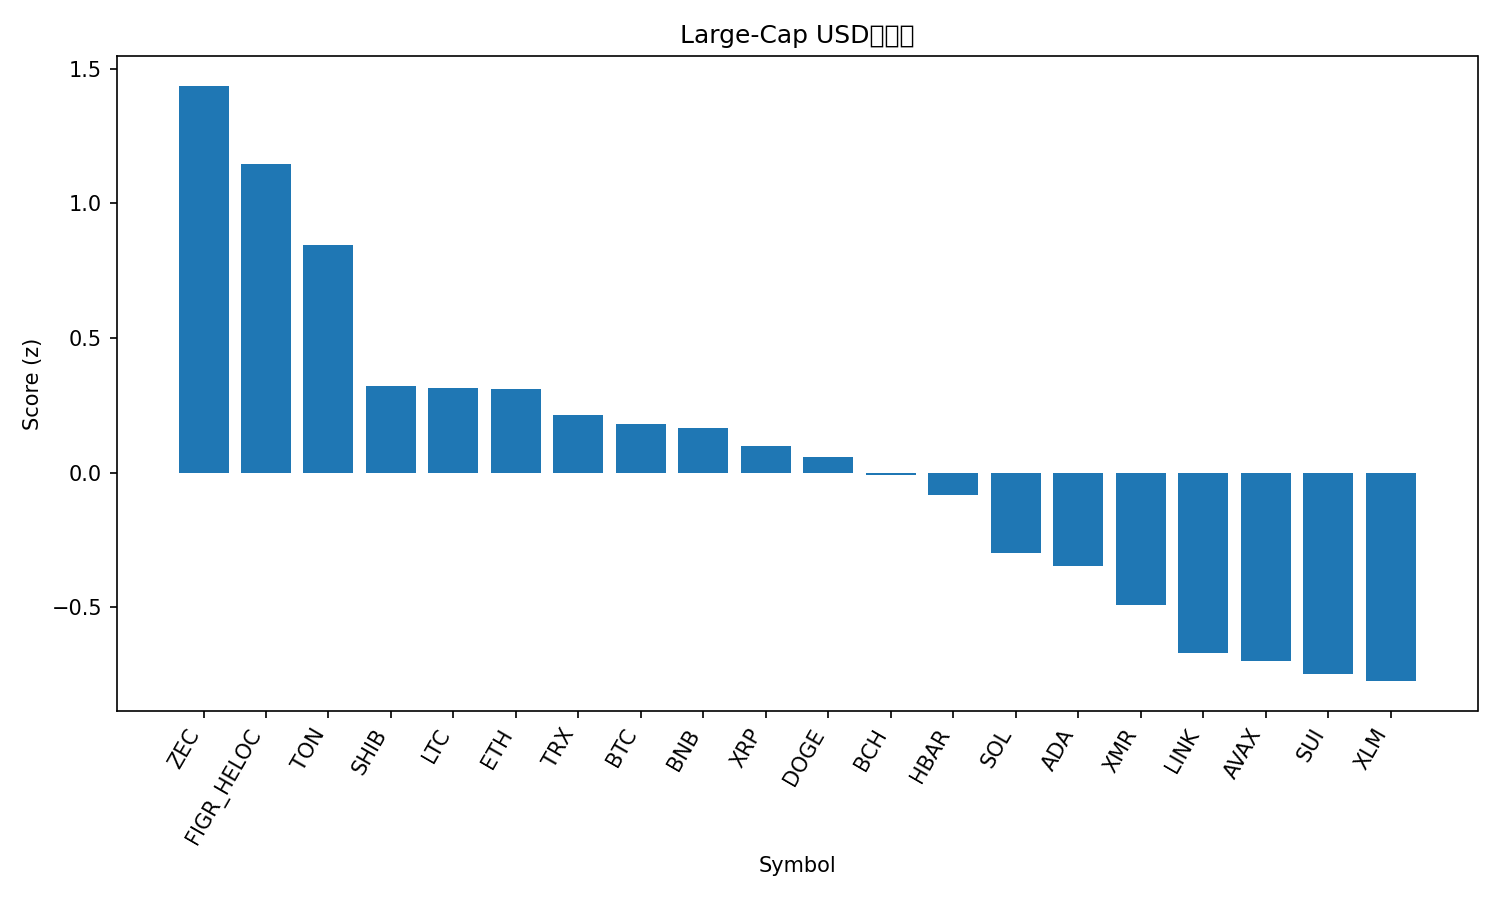 Large-Cap USD
1.5
1.0
0.5
0.0
−0.5
Score (z)
ZEC
FIGR_HELOC
TON
SHIB
LTC
ETH
TRX
BTC
BNB
XRP
DOGE
BCH
HBAR
SOL
ADA
XMR
LINK
AVAX
SUI
XLM
Symbol